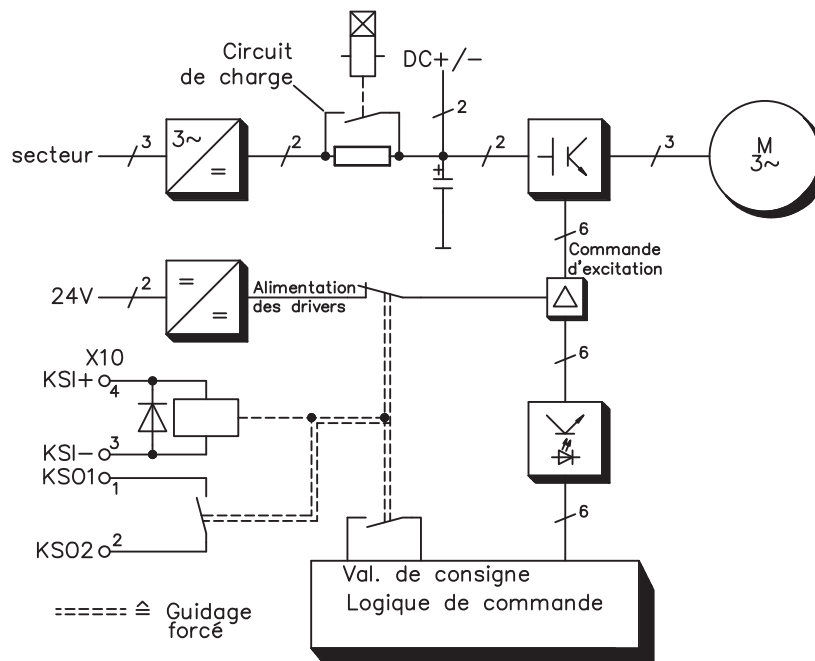 Circuit
de charge
DC+/-
2
secteur
3
3~
=
2
2
3
M
3~
6
Commande
d'excitation
24V
2
=
=
Alimentation
des drivers
6
X10
KSI+
4
KSI-
3
KSO1
1
KSO2
2
6
Val. de consigne
Logique de commande
≙ Guidage
forcé